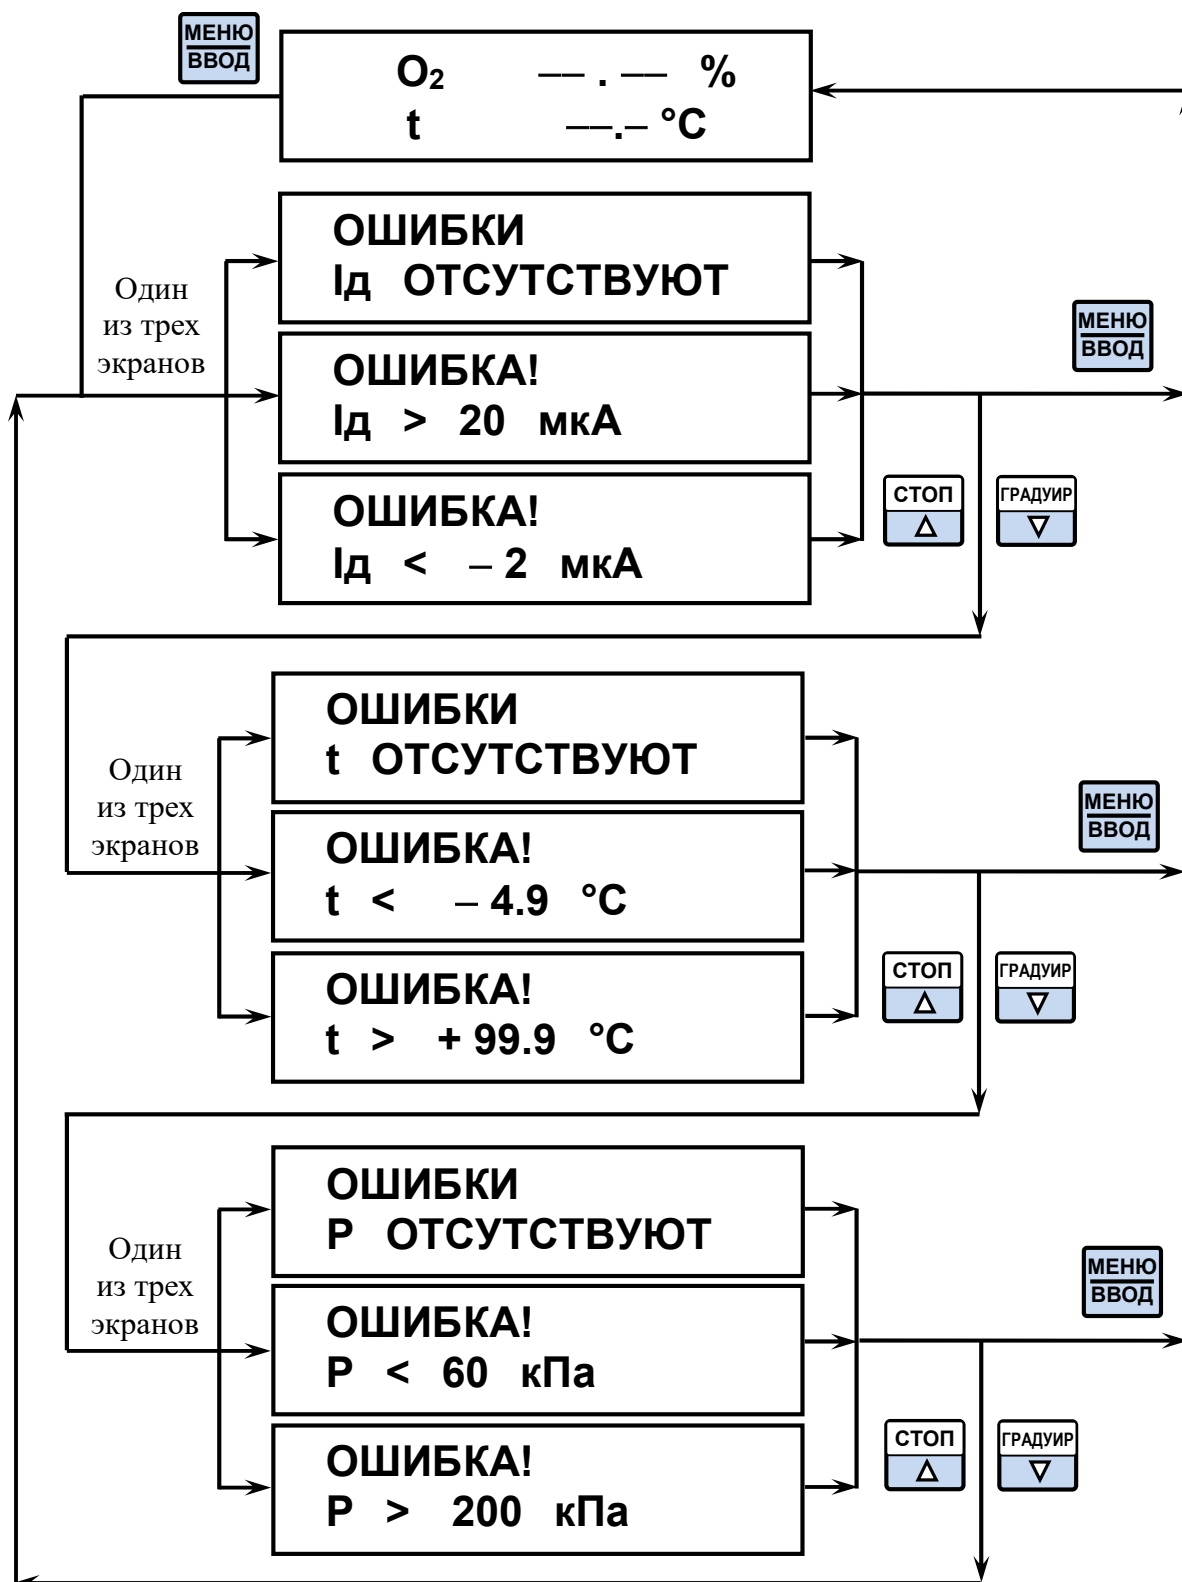 МЕНЮ
ВВОД
O₂ –– . –– %
t ––.– °C
ОШИБКИ
Iд ОТСУТСТВУЮТ
Один
из трех
экранов
ОШИБКА!
Iд > 20 мкА
МЕНЮ
ВВОД
ОШИБКА!
Iд < – 2 мкА
СТОП
ГРАДУИР
ОШИБКИ
t ОТСУТСТВУЮТ
Один
из трех
экранов
ОШИБКА!
t < – 4.9 °C
МЕНЮ
ВВОД
ОШИБКА!
t > + 99.9 °C
СТОП
ГРАДУИР
ОШИБКИ
P ОТСУТСТВУЮТ
Один
из трех
экранов
ОШИБКА!
P < 60 кПа
МЕНЮ
ВВОД
ОШИБКА!
P > 200 кПа
СТОП
ГРАДУИР